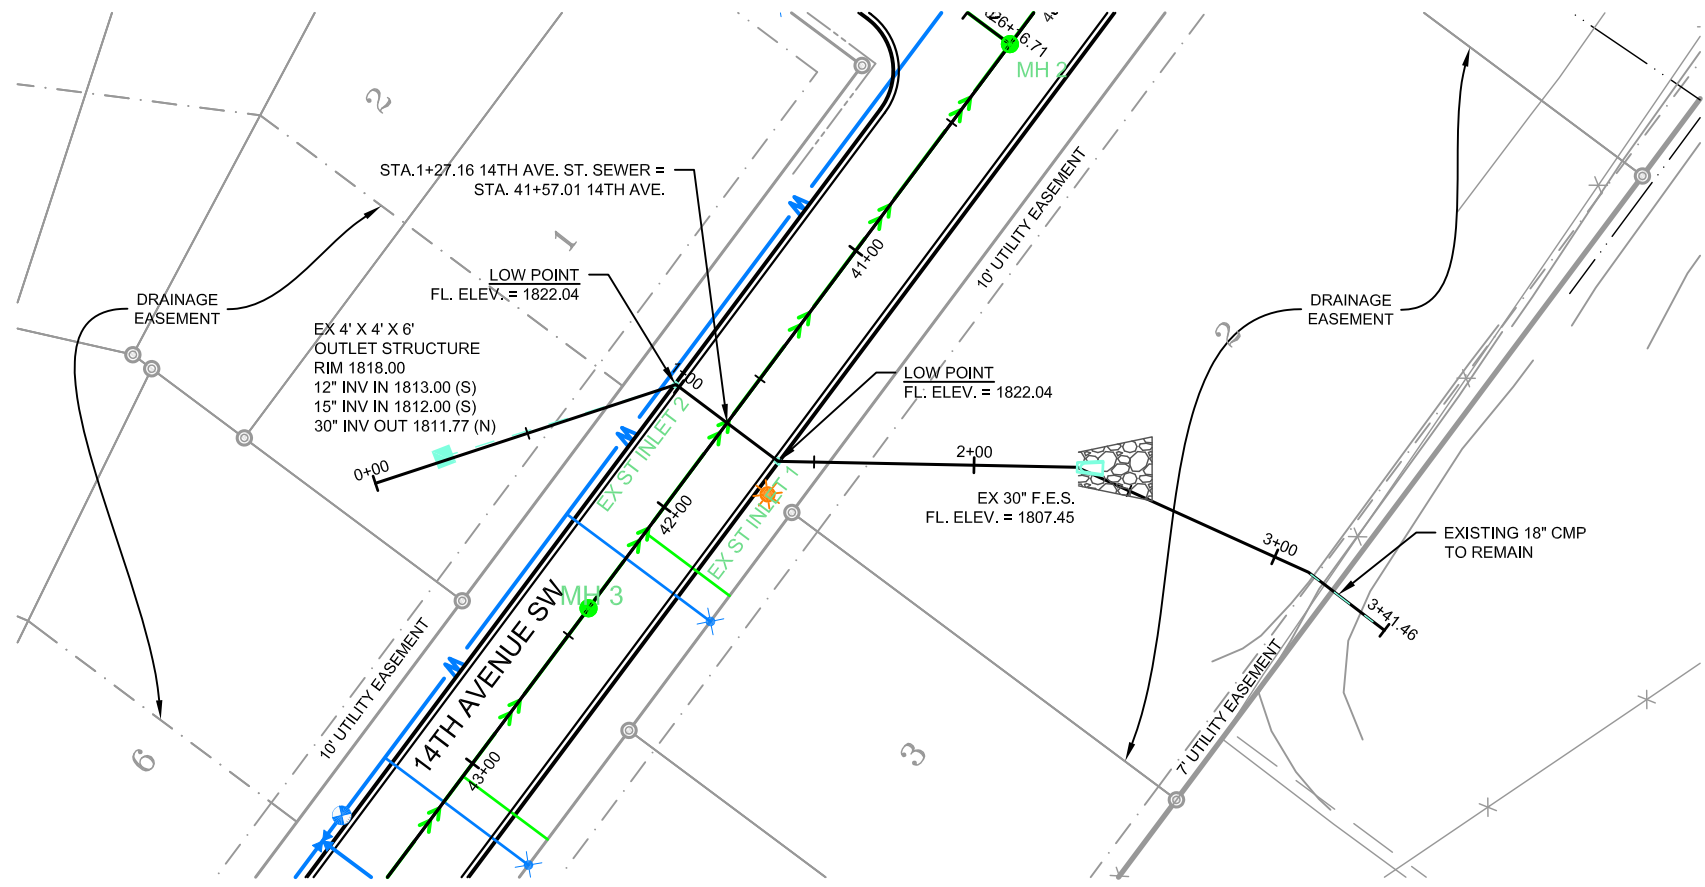 26+16.71
MH 2
2
STA.1+27.16 14TH AVE. ST. SEWER =
STA. 41+57.01 14TH AVE.
W
10' UTILITY EASEMENT
1
41+00
LOW POINT
FL. ELEV. = 1822.04
DRAINAGE
EASEMENT
DRAINAGE
EASEMENT
2
EX 4' X 4' X 6'
OUTLET STRUCTURE
RIM 1818.00
12" INV IN 1813.00 (S)
15" INV IN 1812.00 (S)
30" INV OUT 1811.77 (N)
LOW POINT
FL. ELEV. = 1822.04
W
EX ST INLET 2
0+00
2+00
EX ST INLET 1
EX 30" F.E.S.
FL. ELEV. = 1807.45
42+00
3+00
EXISTING 18" CMP
TO REMAIN
MH 3
3+41.46
14TH AVENUE SW
W
10' UTILITY EASEMENT
7' UTILITY EASEMENT
6
3
43+00